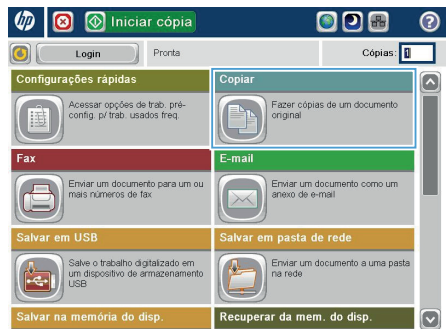 hp
Iniciar cópia
?
Login
Pronta
Cópias: 1
Configurações rápidas
Acessar opções de trab. pré-
config. p/ trab. usados freq.
Copiar
Fazer cópias de um documento
original
Fax
Enviar um documento para um ou
mais números de fax
E-mail
Enviar um documento como um
anexo de e-mail
Salvar em USB
Salve o trabalho digitalizado em
um dispositivo de armazenamento
USB
Salvar em pasta de rede
Enviar um documento a uma pasta
na rede
Salvar na memória do disp.
Recuperar da mem. do disp.